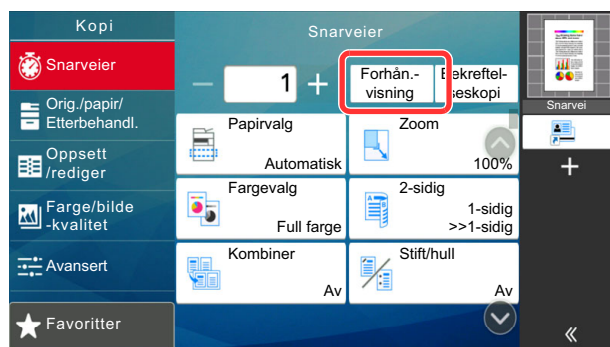 Kopi
Snarveier
Snarveier
Orig./papir/
Etterbehandl.
Oppsett
/rediger
Farge/bilde
-kvalitet
Avansert
Favoritter
1
Forhån.-
visning
Bekreftel-
seskopi
Papirvalg
Automatisk
Zoom
100%
Fargevalg
Full farge
2-sidig
1-sidig
>>1-sidig
Kombiner
Av
Stift/hull
Av
Snarvei